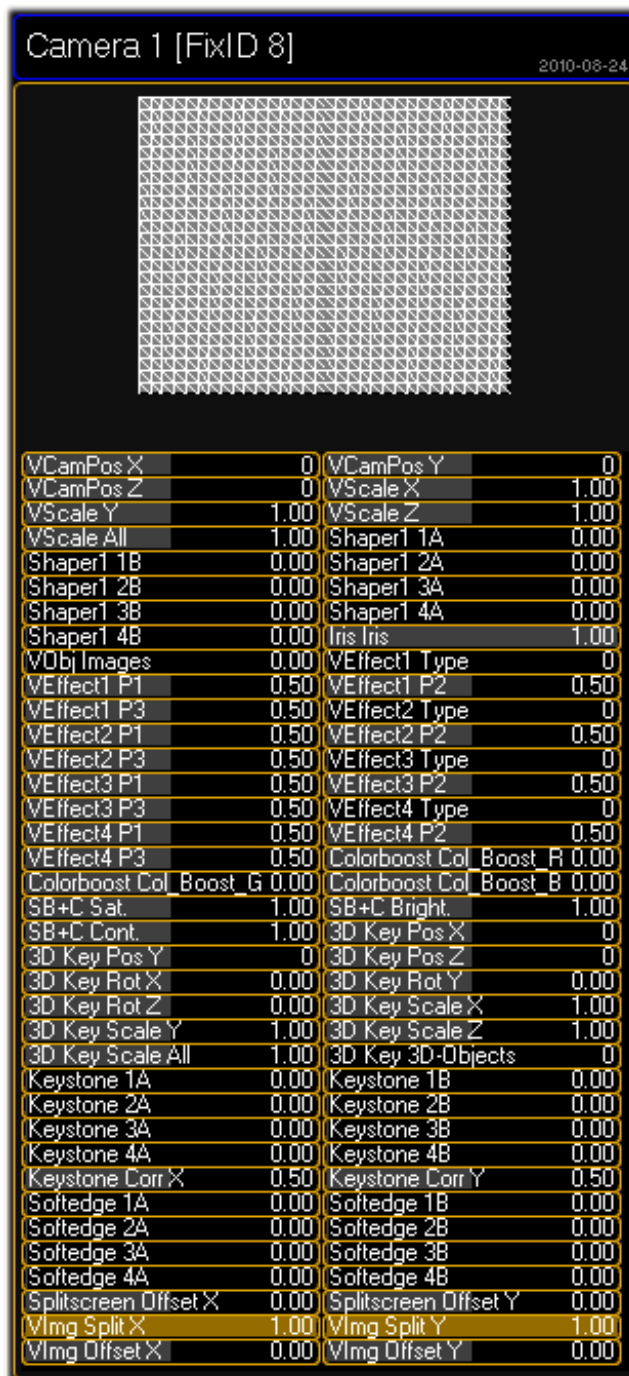 Camera 1 [FixID 8]
2010-08-24
VCamPos X 0 VCamPos Y 0
VCamPos Z 0 VScale X 1.00
VScale Y 1.00 VScale Z 1.00
VScale All 1.00 Shaper1 1A 0.00
Shaper1 1B 0.00 Shaper1 2A 0.00
Shaper1 2B 0.00 Shaper1 3A 0.00
Shaper1 3B 0.00 Shaper1 4A 0.00
Shaper1 4B 0.00 Iris Iris 1.00
VObj Images 0.00 VEffect1 Type 0
VEffect1 P1 0.50 VEffect1 P2 0.50
VEffect1 P3 0.50 VEffect2 Type 0
VEffect2 P1 0.50 VEffect2 P2 0.50
VEffect2 P3 0.50 VEffect3 Type 0
VEffect3 P1 0.50 VEffect3 P2 0.50
VEffect3 P3 0.50 VEffect4 Type 0
VEffect4 P1 0.50 VEffect4 P2 0.50
VEffect4 P3 0.50 Colorboost Col_Boost_R 0.00
Colorboost Col_Boost_G 0.00 Colorboost Col_Boost_B 0.00
SB+C Sat. 1.00 SB+C Bright. 1.00
SB+C Cont. 1.00 3D Key Pos X 0
3D Key Pos Y 0 3D Key Pos Z 0
3D Key Rot X 0.00 3D Key Rot Y 0.00
3D Key Rot Z 0.00 3D Key Scale X 1.00
3D Key Scale Y 1.00 3D Key Scale Z 1.00
3D Key Scale All 1.00 3D Key 3D-Objects 0
Keystone 1A 0.00 Keystone 1B 0.00
Keystone 2A 0.00 Keystone 2B 0.00
Keystone 3A 0.00 Keystone 3B 0.00
Keystone 4A 0.00 Keystone 4B 0.00
Keystone Corr X 0.50 Keystone Corr Y 0.50
Softedge 1A 0.00 Softedge 1B 0.00
Softedge 2A 0.00 Softedge 2B 0.00
Softedge 3A 0.00 Softedge 3B 0.00
Softedge 4A 0.00 Softedge 4B 0.00
Splitscreen Offset X 0.00 Splitscreen Offset Y 0.00
VImg Split X 1.00 VImg Split Y 1.00
VImg Offset X 0.00 VImg Offset Y 0.00